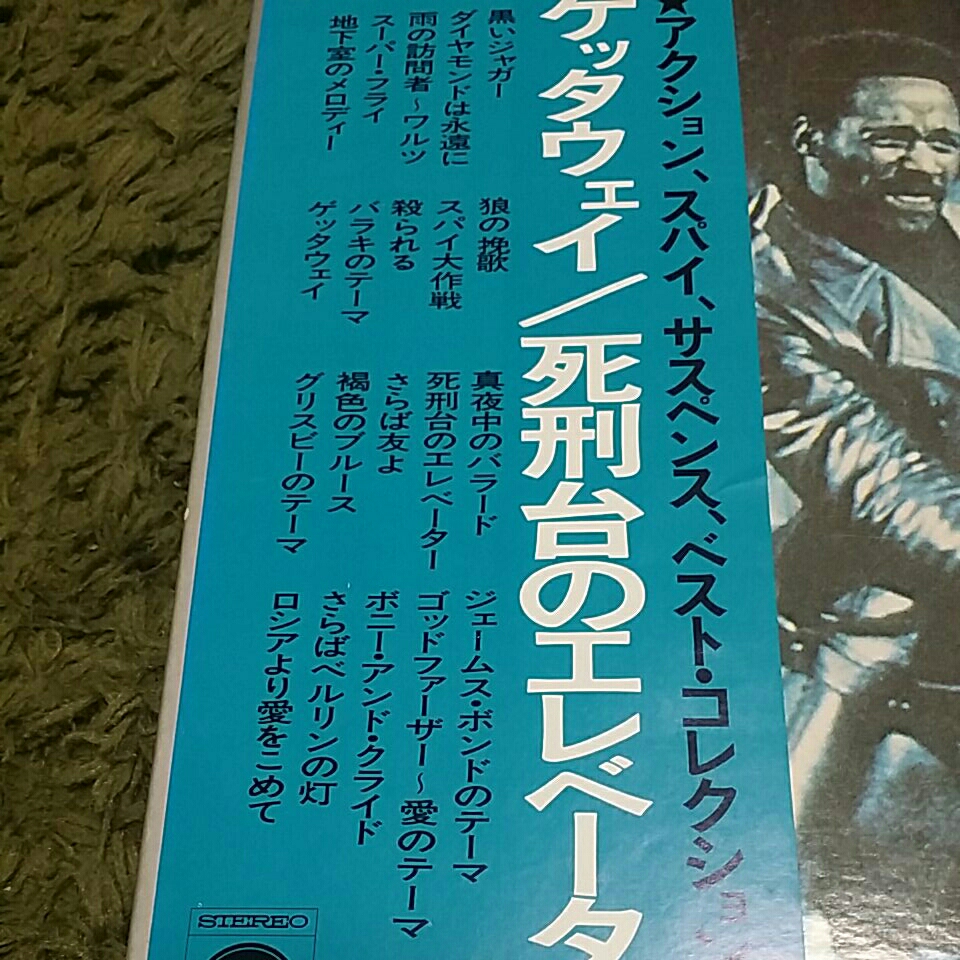 ★アクション、スパイ、サスペンス、ベスト・コレクション
ゲッタウェイ/死刑台のエレベータ
黒いジャガー
ダイヤモンドは永遠に
雨の訪問者～ワルツ
スーパー・フライ
地下室のメロディー
狼の挽歌
スパイ大作戦
殺られる
バラキのテーマ
ゲッタウェイ
真夜中のバラード
死刑台のエレベーター
さらば友よ
褐色のブルース
グリスビーのテーマ
ジェームス・ボンドのテーマ
ゴッドファーザー～愛のテーマ
ボニー・アンド・クライド
さらばベルリンの灯
ロシアより愛をこめて
STEREO